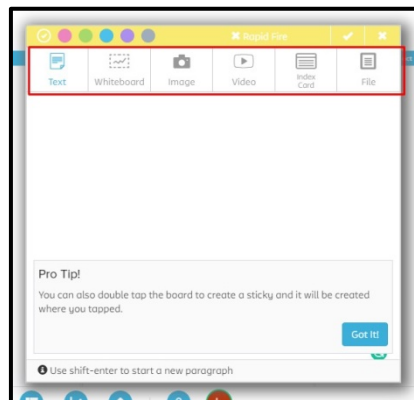 Rapid Fire
Text Whiteboard Image Video Index Card File
Pro Tip!
You can also double tap the board to create a sticky and it will be created
where you tapped.
Got It!
Use shift-enter to start a new paragraph